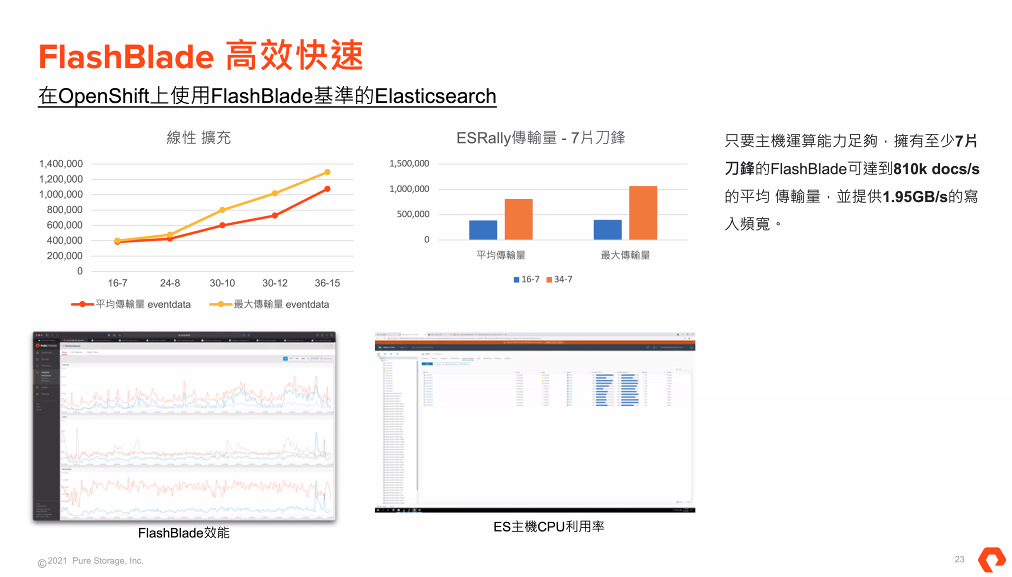 FlashBlade 高效快速
在OpenShift上使用FlashBlade基準的Elasticsearch
線性 擴充
1,400,000
1,200,000
1,000,000
800,000
600,000
400,000
200,000
0
16-7
24-8
30-10
30-12
36-15
平均傳輸量 eventdata
最大傳輸量 eventdata
ESRally傳輸量 - 7片刀鋒
1,500,000
1,000,000
500,000
0
平均傳輸量
最大傳輸量
16-7
34-7
只要主機運算能力足夠，擁有至少7片
刀鋒的FlashBlade可達到810k docs/s
的平均 傳輸量，並提供1.95GB/s的寫
入頻寬。
FlashBlade效能
ES主機CPU利用率
©2021 Pure Storage, Inc.
23